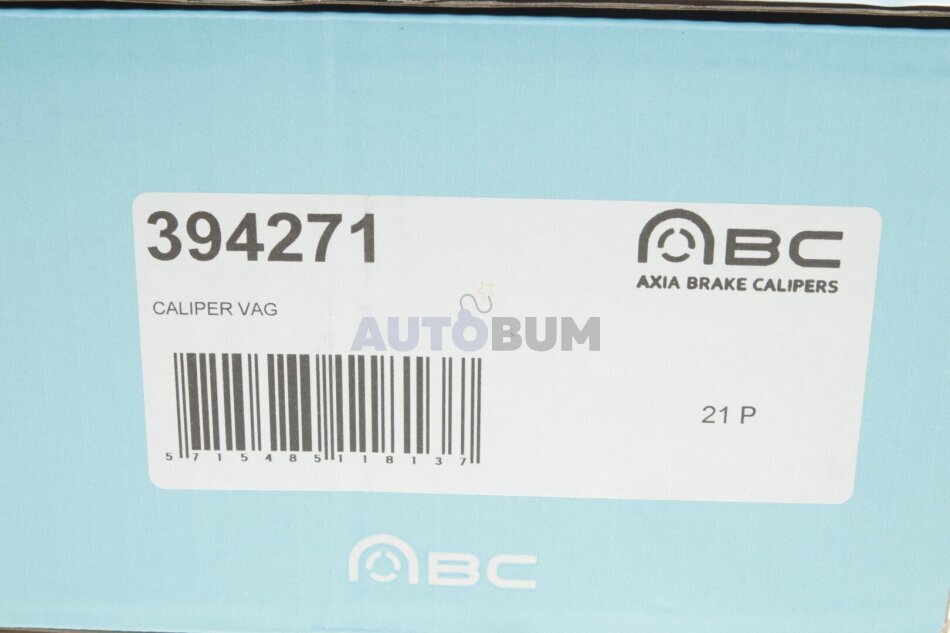 394271
ABC
AXIA BRAKE CALIPERS
CALIPER VAG
AUTOBUM
21 P
5715485118137
ABC